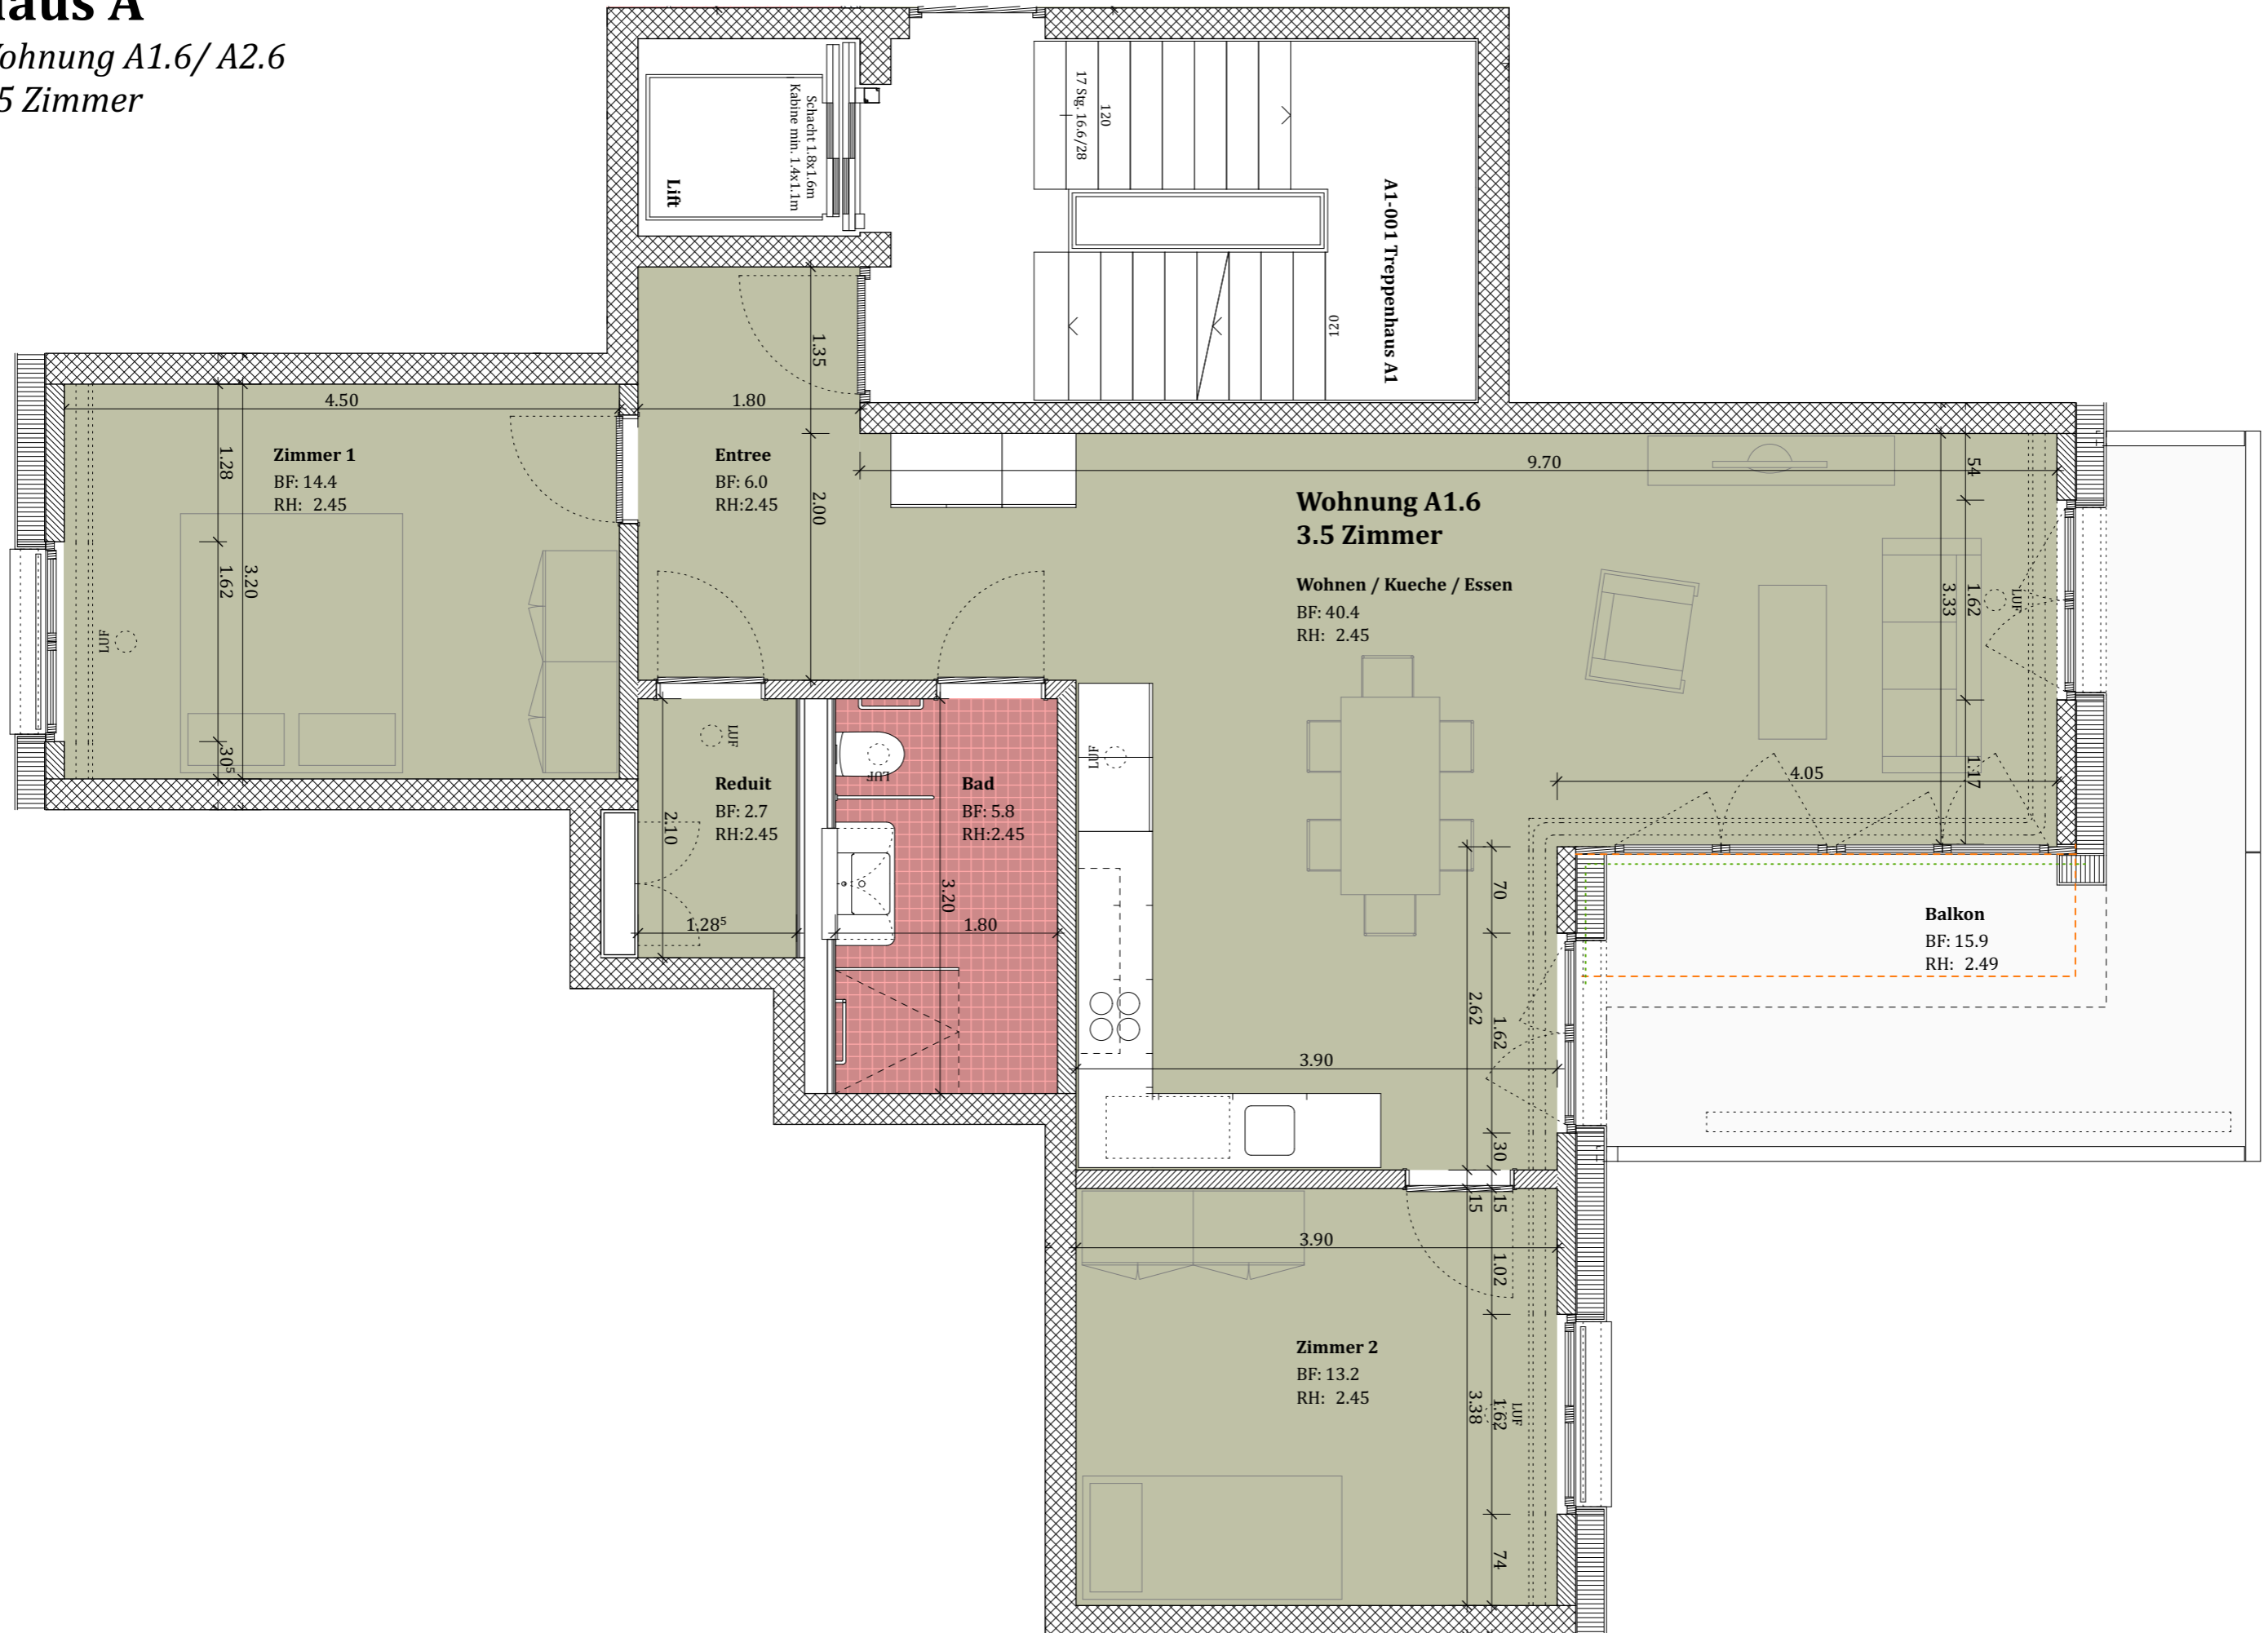 Haus A
Wohnung A1.6/ A2.6
5 Zimmer
Lift
Schacht 1.8x1.6m
Kabine min. 1.4x1.1m
17 Stg. 16.6/28
120
120
A1-001 Treppenhaus A1
1.35
4.50
1.80
1.28
Zimmer 1
BF: 14.4
RH: 2.45
1.62
3.20
30⁵
LUF
Entree
BF: 6.0
RH:2.45
2.00
9.70
Wohnung A1.6
3.5 Zimmer
Wohnen / Kueche / Essen
BF: 40.4
RH: 2.45
54
1.62
3.33
LUF
1.17
4.05
LUF
Reduit
BF: 2.7
RH:2.45
2.10
1.28⁵
LUF
Bad
BF: 5.8
RH:2.45
3.20
1.80
LUF
70
2.62
1.62
3.90
30
Balkon
BF: 15.9
RH: 2.49
15
15
3.90
1.02
Zimmer 2
BF: 13.2
RH: 2.45
3.38
1.62
LUF
74